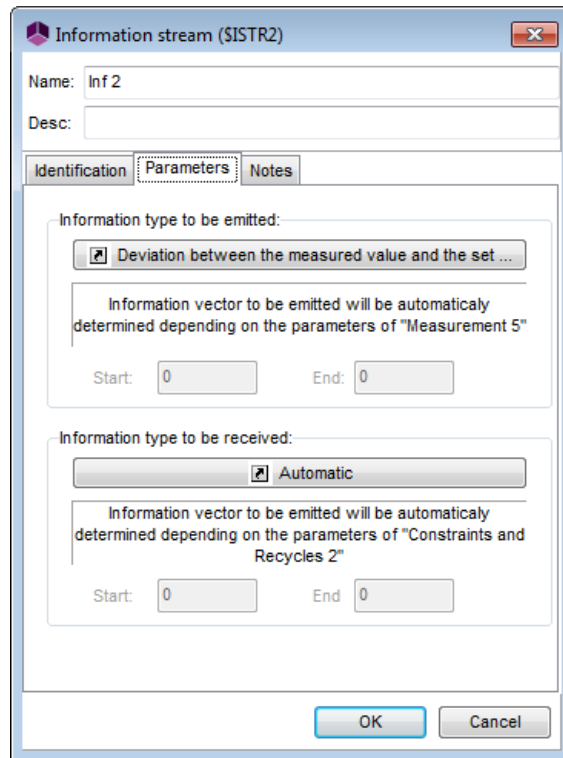 Information stream ($ISTR2)
Name: Inf 2
Desc:
Identification Parameters Notes
Information type to be emitted:
Deviation between the measured value and the set ...
Information vector to be emitted will be automaticaly
determined depending on the parameters of "Measurement 5"
Start: 0 End: 0
Information type to be received:
Automatic
Information vector to be emitted will be automaticaly
determined depending on the parameters of "Constraints and
Recycles 2"
Start: 0 End 0
OK Cancel